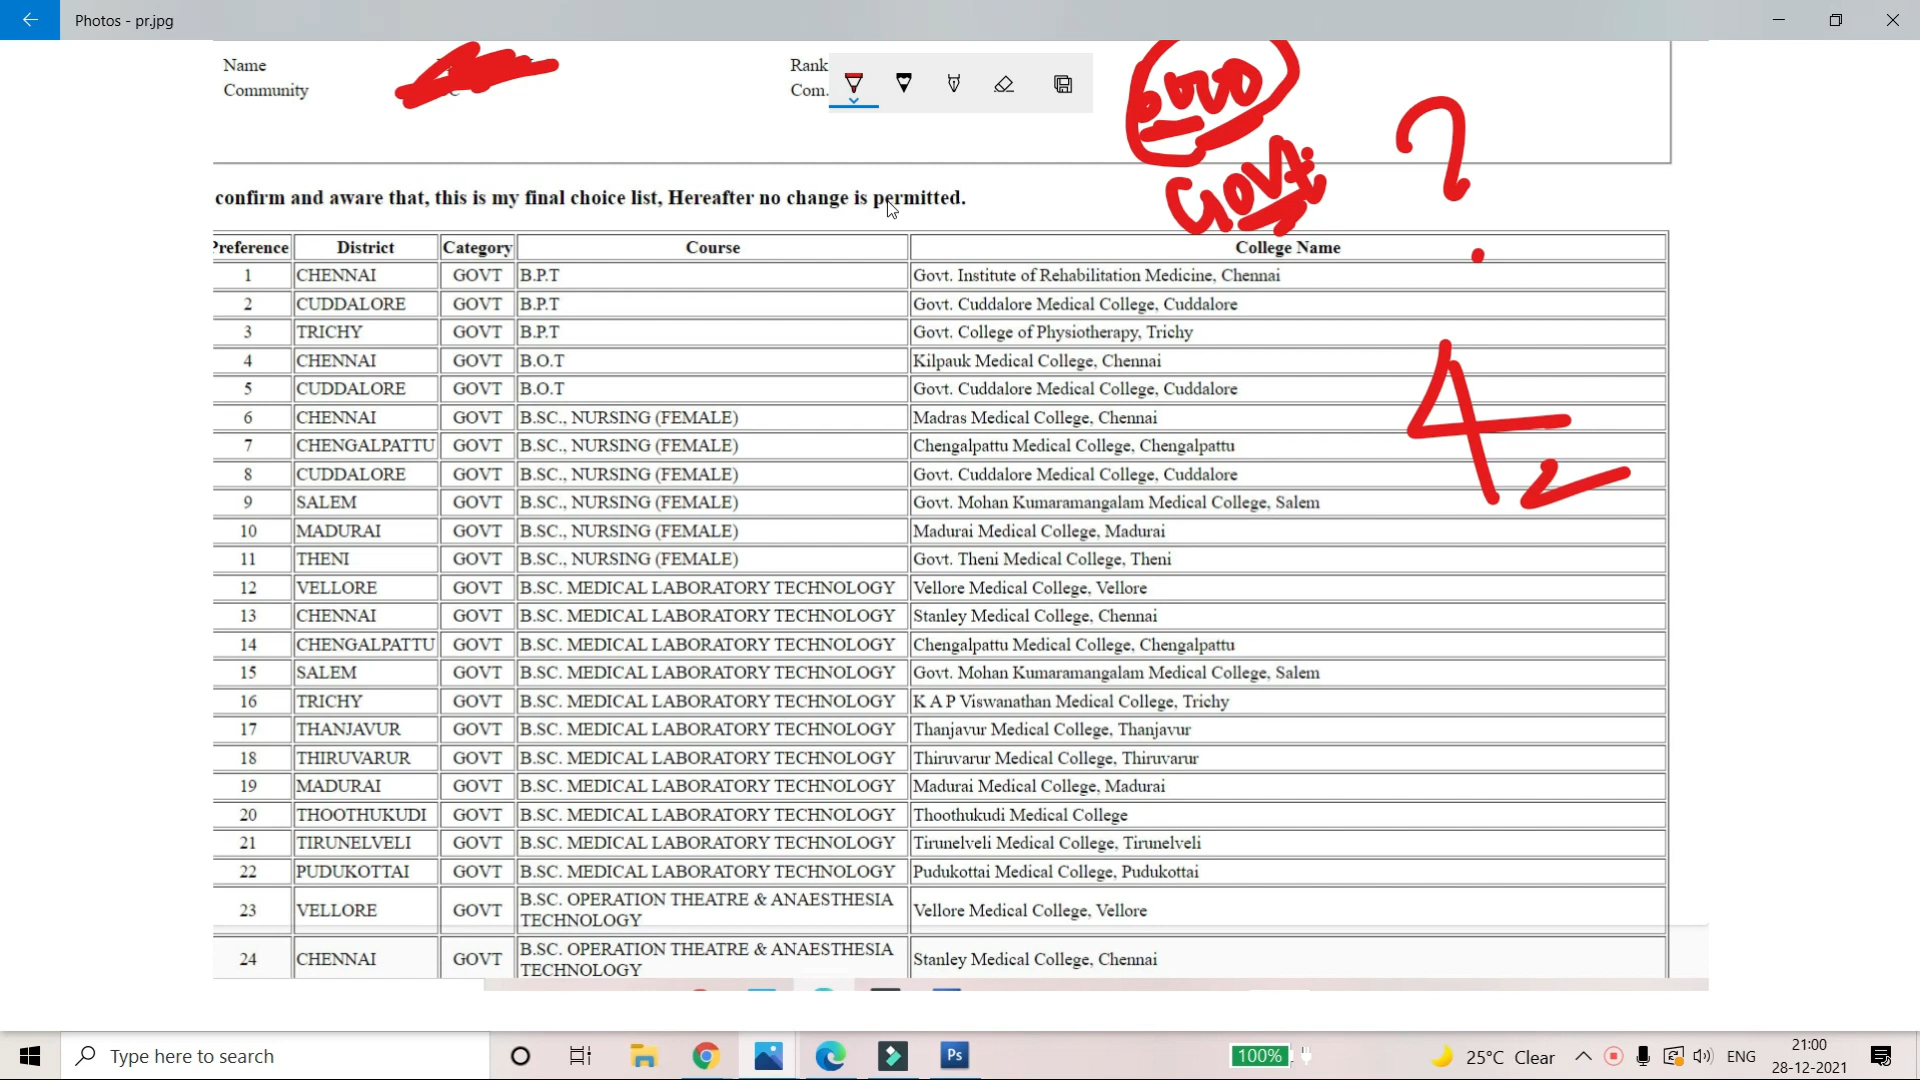 Photos - pr.jpg
Name Rank
Community Com.
Govt.
?
confirm and aware that, this is my final choice list, Hereafter no change is permitted.
Preference District Category Course College Name
1 CHENNAI GOVT B.P.T Govt. Institute of Rehabilitation Medicine, Chennai
2 CUDDALORE GOVT B.P.T Govt. Cuddalore Medical College, Cuddalore
3 TRICHY GOVT B.P.T Govt. College of Physiotherapy, Trichy
4 CHENNAI GOVT B.O.T Kilpauk Medical College, Chennai
5 CUDDALORE GOVT B.O.T Govt. Cuddalore Medical College, Cuddalore
6 CHENNAI GOVT B.SC., NURSING (FEMALE) Madras Medical College, Chennai
7 CHENGALPATTU GOVT B.SC., NURSING (FEMALE) Chengalpattu Medical College, Chengalpattu
8 CUDDALORE GOVT B.SC., NURSING (FEMALE) Govt. Cuddalore Medical College, Cuddalore
9 SALEM GOVT B.SC., NURSING (FEMALE) Govt. Mohan Kumaramangalam Medical College, Salem
10 MADURAI GOVT B.SC., NURSING (FEMALE) Madurai Medical College, Madurai
11 THENI GOVT B.SC., NURSING (FEMALE) Govt. Theni Medical College, Theni
12 VELLORE GOVT B.SC. MEDICAL LABORATORY TECHNOLOGY Vellore Medical College, Vellore
13 CHENNAI GOVT B.SC. MEDICAL LABORATORY TECHNOLOGY Stanley Medical College, Chennai
14 CHENGALPATTU GOVT B.SC. MEDICAL LABORATORY TECHNOLOGY Chengalpattu Medical College, Chengalpattu
15 SALEM GOVT B.SC. MEDICAL LABORATORY TECHNOLOGY Govt. Mohan Kumaramangalam Medical College, Salem
16 TRICHY GOVT B.SC. MEDICAL LABORATORY TECHNOLOGY K A P Viswanathan Medical College, Trichy
17 THANJAVUR GOVT B.SC. MEDICAL LABORATORY TECHNOLOGY Thanjavur Medical College, Thanjavur
18 THIRUVARUR GOVT B.SC. MEDICAL LABORATORY TECHNOLOGY Thiruvarur Medical College, Thiruvarur
19 MADURAI GOVT B.SC. MEDICAL LABORATORY TECHNOLOGY Madurai Medical College, Madurai
20 THOOTHUKUDI GOVT B.SC. MEDICAL LABORATORY TECHNOLOGY Thoothukudi Medical College
21 TIRUNELVELI GOVT B.SC. MEDICAL LABORATORY TECHNOLOGY Tirunelveli Medical College, Tirunelveli
22 PUDUKOTTAI GOVT B.SC. MEDICAL LABORATORY TECHNOLOGY Pudukottai Medical College, Pudukottai
23 VELLORE GOVT B.SC. OPERATION THEATRE & ANAESTHESIA TECHNOLOGY Vellore Medical College, Vellore
24 CHENNAI GOVT B.SC. OPERATION THEATRE & ANAESTHESIA TECHNOLOGY Stanley Medical College, Chennai
Type here to search
Ps
100%
25°C Clear
ENG
21:00
28-12-2021